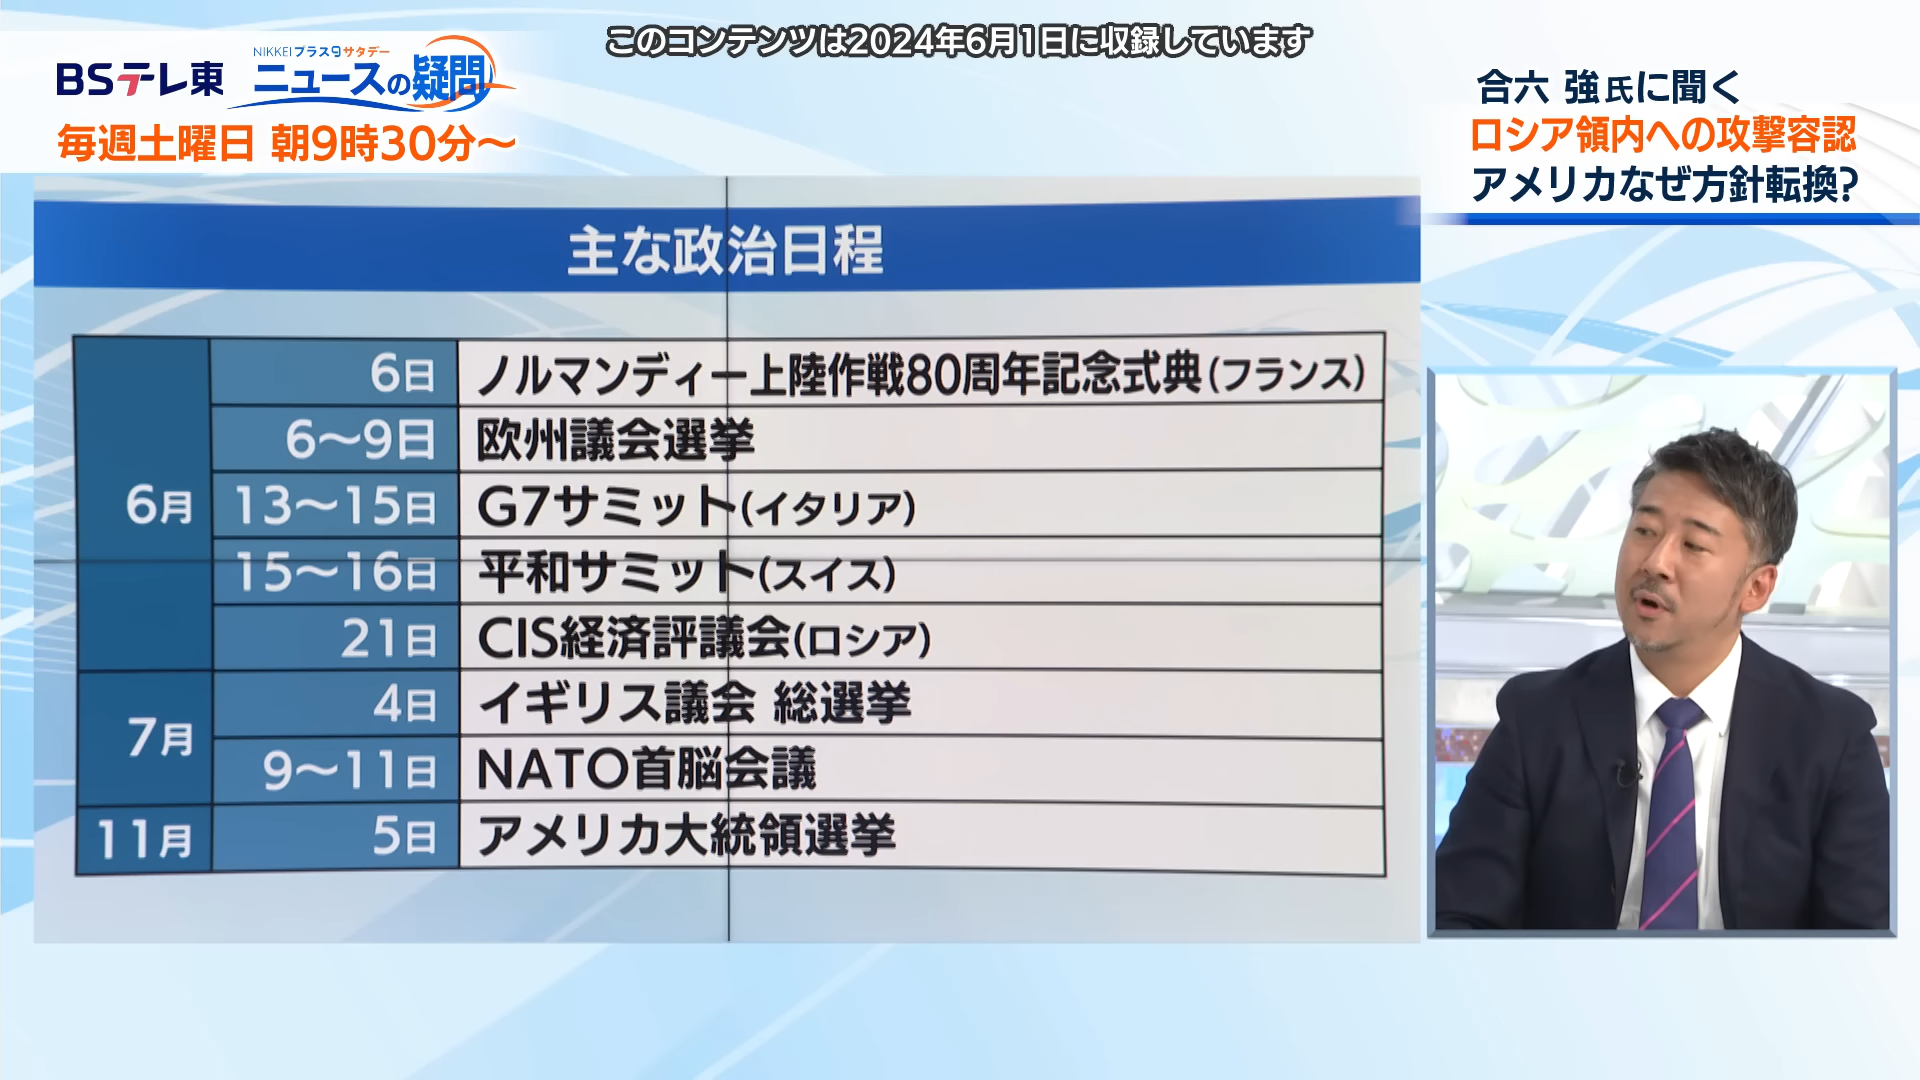 このコンテンツは2024年6月1日に収録しています
BSテレ東
NIKKEIプラス9サタデー
ニュースの疑問
毎週土曜日 朝9時30分～
合六 強氏に聞く
ロシア領内への攻撃容認
アメリカなぜ方針転換?
主な政治日程
6月
6日 ノルマンディー上陸作戦80周年記念式典(フランス)
6～9日 欧州議会選挙
13～15日 G7サミット(イタリア)
15～16日 平和サミット(スイス)
21日 CIS経済評議会(ロシア)
7月
4日 イギリス議会 総選挙
9～11日 NATO首脳会議
11月
5日 アメリカ大統領選挙